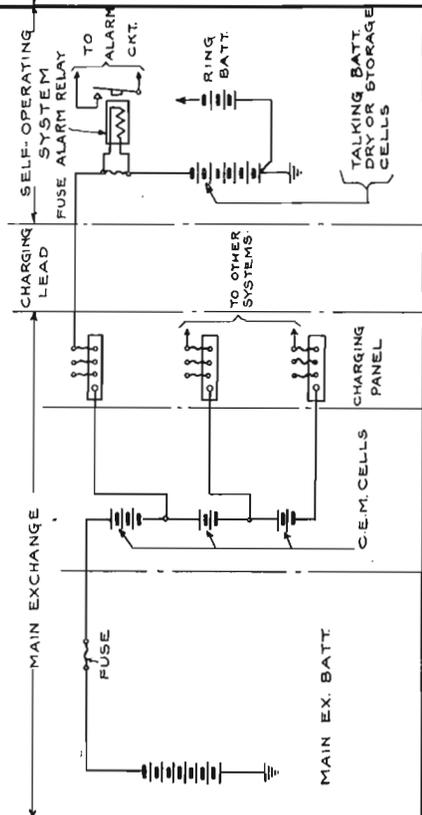 MAIN EXCHANGE
CHARGING
LEAD
SELF-OPERATING
SYSTEM
FUSE ALARM RELAY
TO
ALARM
CKT.
RING
BATT.
TALKING BATT.
DRY OR STORAGE
CELLS
TO OTHER
SYSTEMS
CHARGING
PANEL
C.E.M. CELLS
FUSE
MAIN EX. BATT.